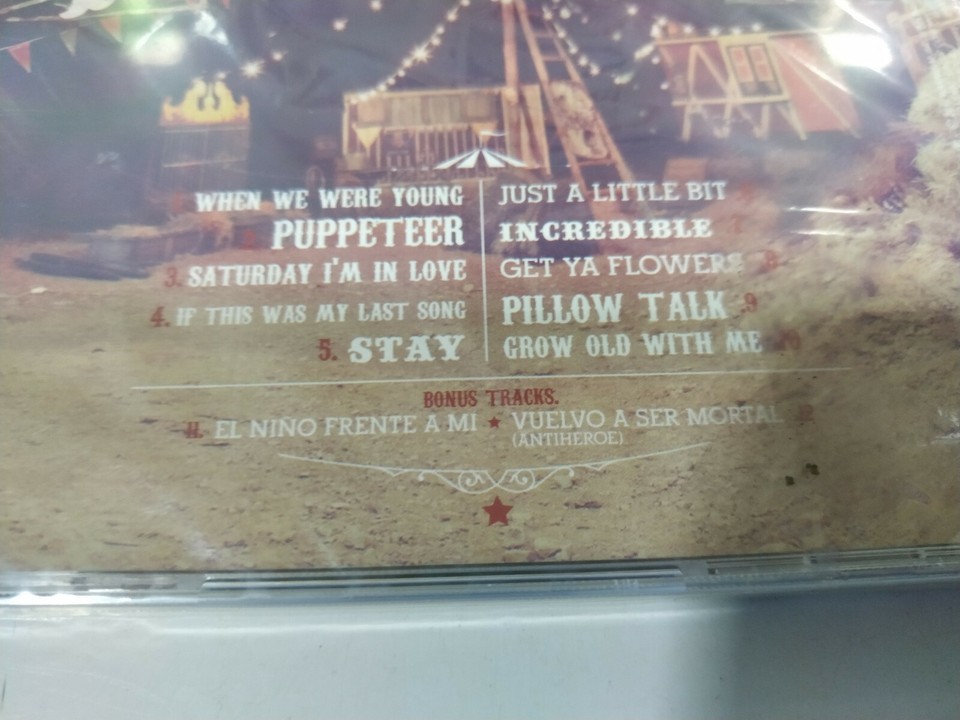 WHEN WE WERE YOUNG
PUPPETEER
3. SATURDAY I'M IN LOVE
4. IF THIS WAS MY LAST SONG
5. STAY
JUST A LITTLE BIT
INCREDIBLE
GET YA FLOWERS 8
PILLOW TALK .9
GROW OLD WITH ME 10
BONUS TRACKS.
11. EL NIÑO FRENTE A MI ★ VUELVO A SER MORTAL 12
(ANTIHEROE)